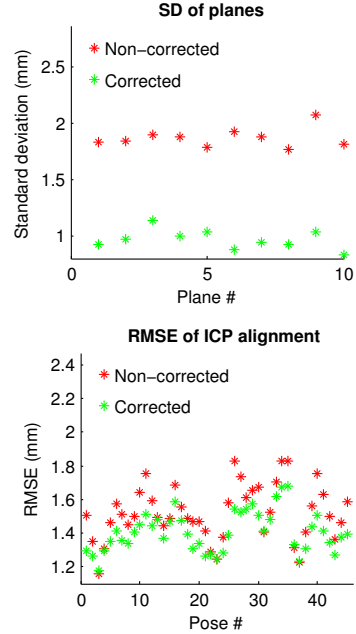 SD of planes
Non-corrected
Corrected
Standard deviation (mm)
2.5
2
1.5
1
0
5
10
Plane #
RMSE of ICP alignment
Non-corrected
Corrected
RMSE (mm)
2.4
2.2
2
1.8
1.6
1.4
1.2
0
10
20
30
40
Pose #